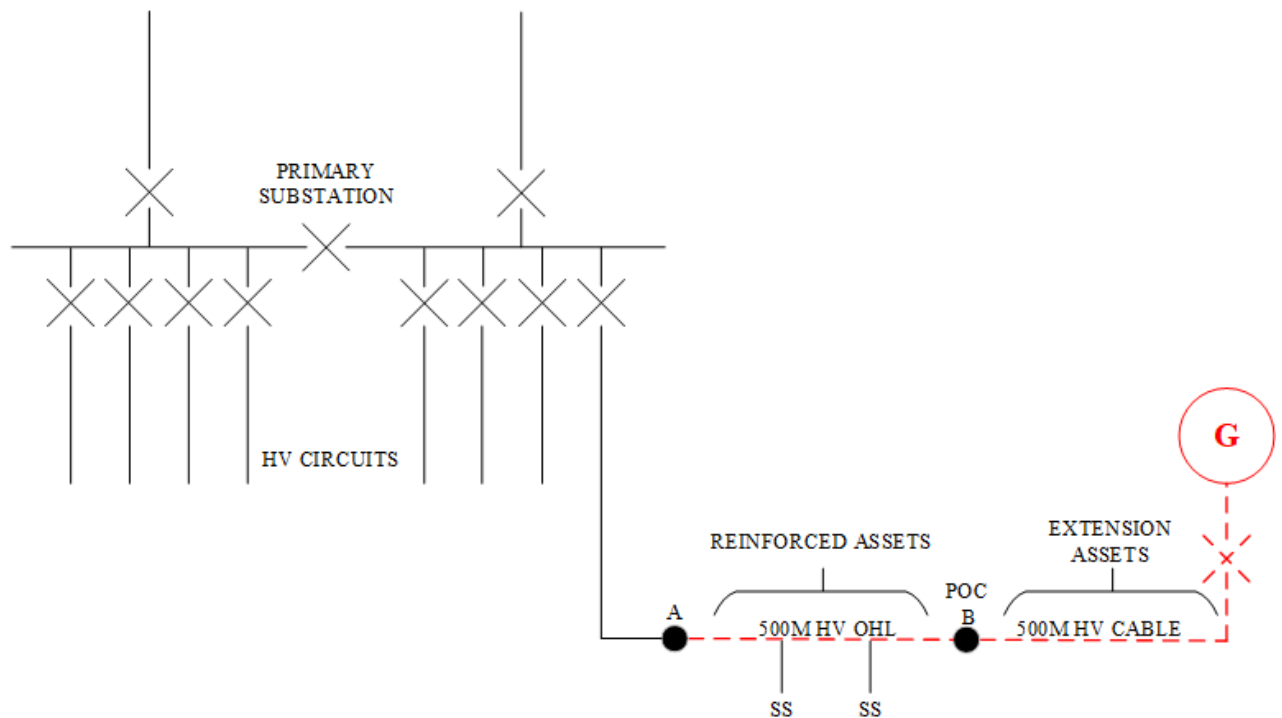 PRIMARY
SUBSTATION
HV CIRCUITS
G
REINFORCED ASSETS
EXTENSION
ASSETS
A
500M HV OHL
POC
B
500M HV CABLE
SS
SS